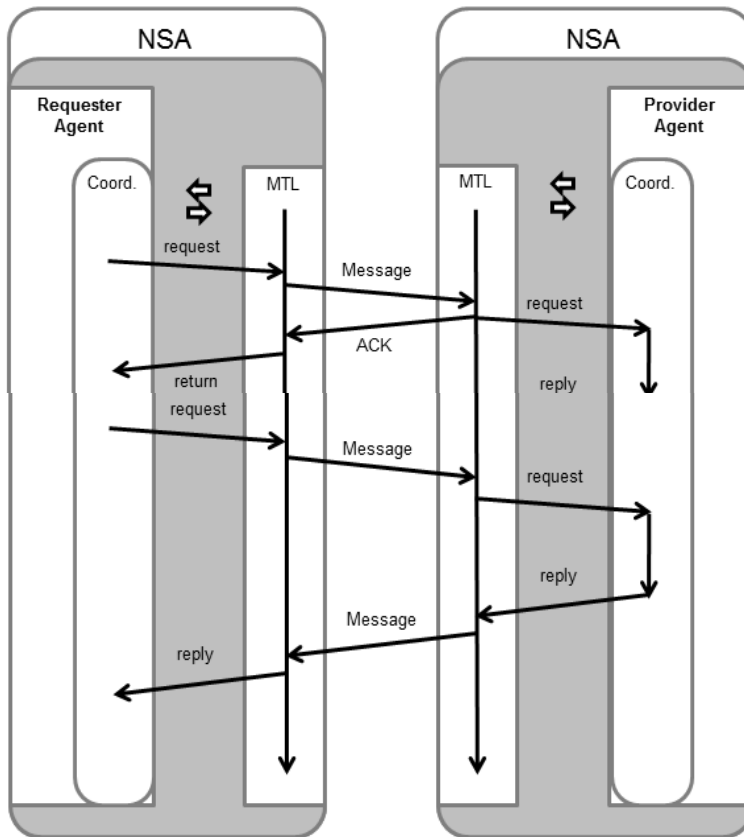 NSA
NSA
Requester
Agent
Provider
Agent
Coord.
MTL
MTL
Coord.
request
Message
request
ACK
return
reply
request
Message
request
reply
Message
reply